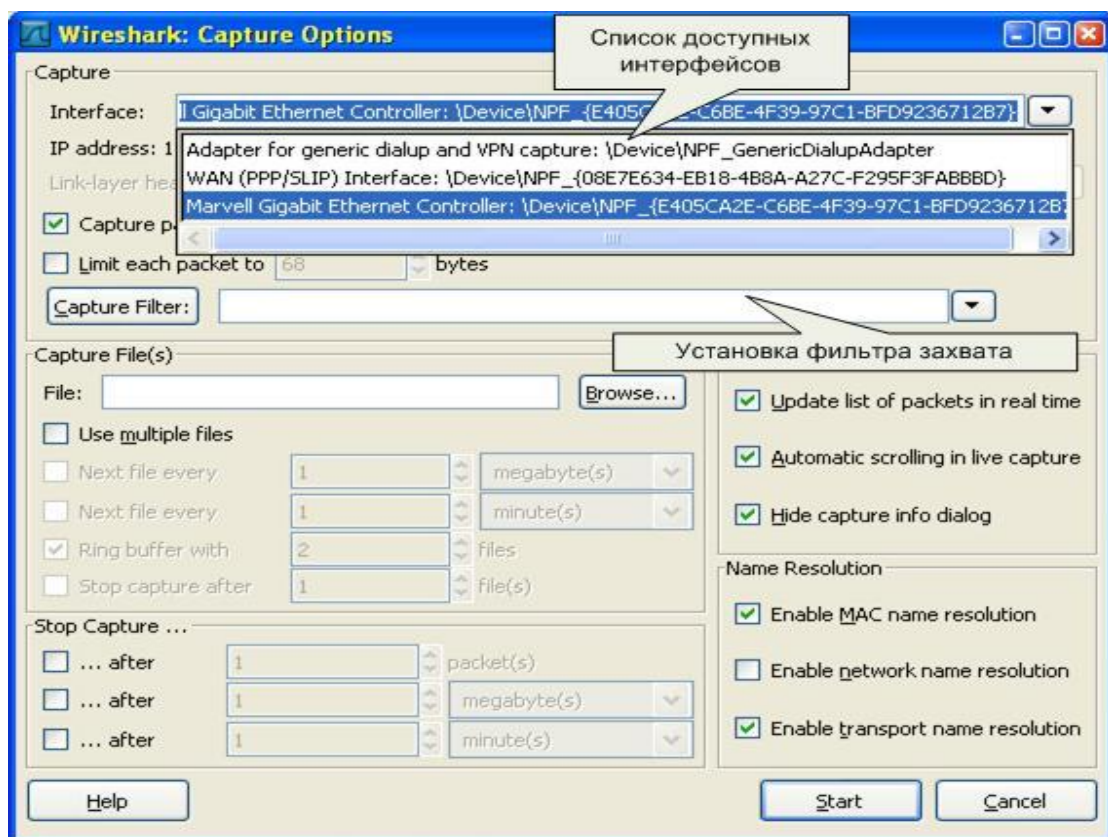 Wireshark: Capture Options
Список доступных
интерфейсов
Capture
Interface: l Gigabit Ethernet Controller: \Device\NPF_{E405C E-C6BE-4F39-97C1-BFD9236712B7}
IP address: 1
Adapter for generic dialup and VPN capture: \Device\NPF_GenericDialupAdapter
WAN (PPP/SLIP) Interface: \Device\NPF_{08E7E634-EB18-4B8A-A27C-F295F3FABBBD}
Link-layer hea
Marvell Gigabit Ethernet Controller: \Device\NPF_{E405CA2E-C6BE-4F39-97C1-BFD9236712B7
Capture p
Limit each packet to 68 bytes
Capture Filter:
Установка фильтра захвата
Capture File(s)
File: Browse...
Use multiple files
Next file every 1 megabyte(s)
Next file every 1 minute(s)
Ring buffer with 2 files
Stop capture after 1 file(s)
Stop Capture ...
... after 1 packet(s)
... after 1 megabyte(s)
... after 1 minute(s)
Update list of packets in real time
Automatic scrolling in live capture
Hide capture info dialog
Name Resolution
Enable MAC name resolution
Enable network name resolution
Enable transport name resolution
Help
Start
Cancel